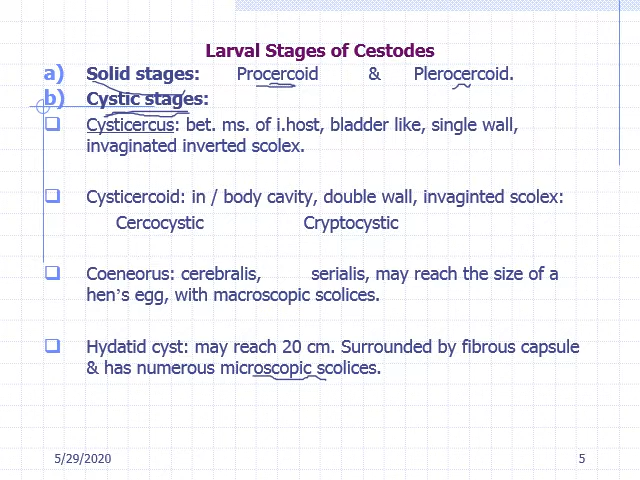 Larval Stages of Cestodes
a) Solid stages: Procercoid & Plerocercoid.
b) Cystic stages:
❑ Cysticercus: bet. ms. of i.host, bladder like, single wall,
invaginated inverted scolex.
❑ Cysticercoid: in / body cavity, double wall, invaginted scolex:
Cercocystic Cryptocystic
❑ Coeneorus: cerebralis, serialis, may reach the size of a
hen’s egg, with macroscopic scolices.
❑ Hydatid cyst: may reach 20 cm. Surrounded by fibrous capsule
& has numerous microscopic scolices.
5/29/2020 5